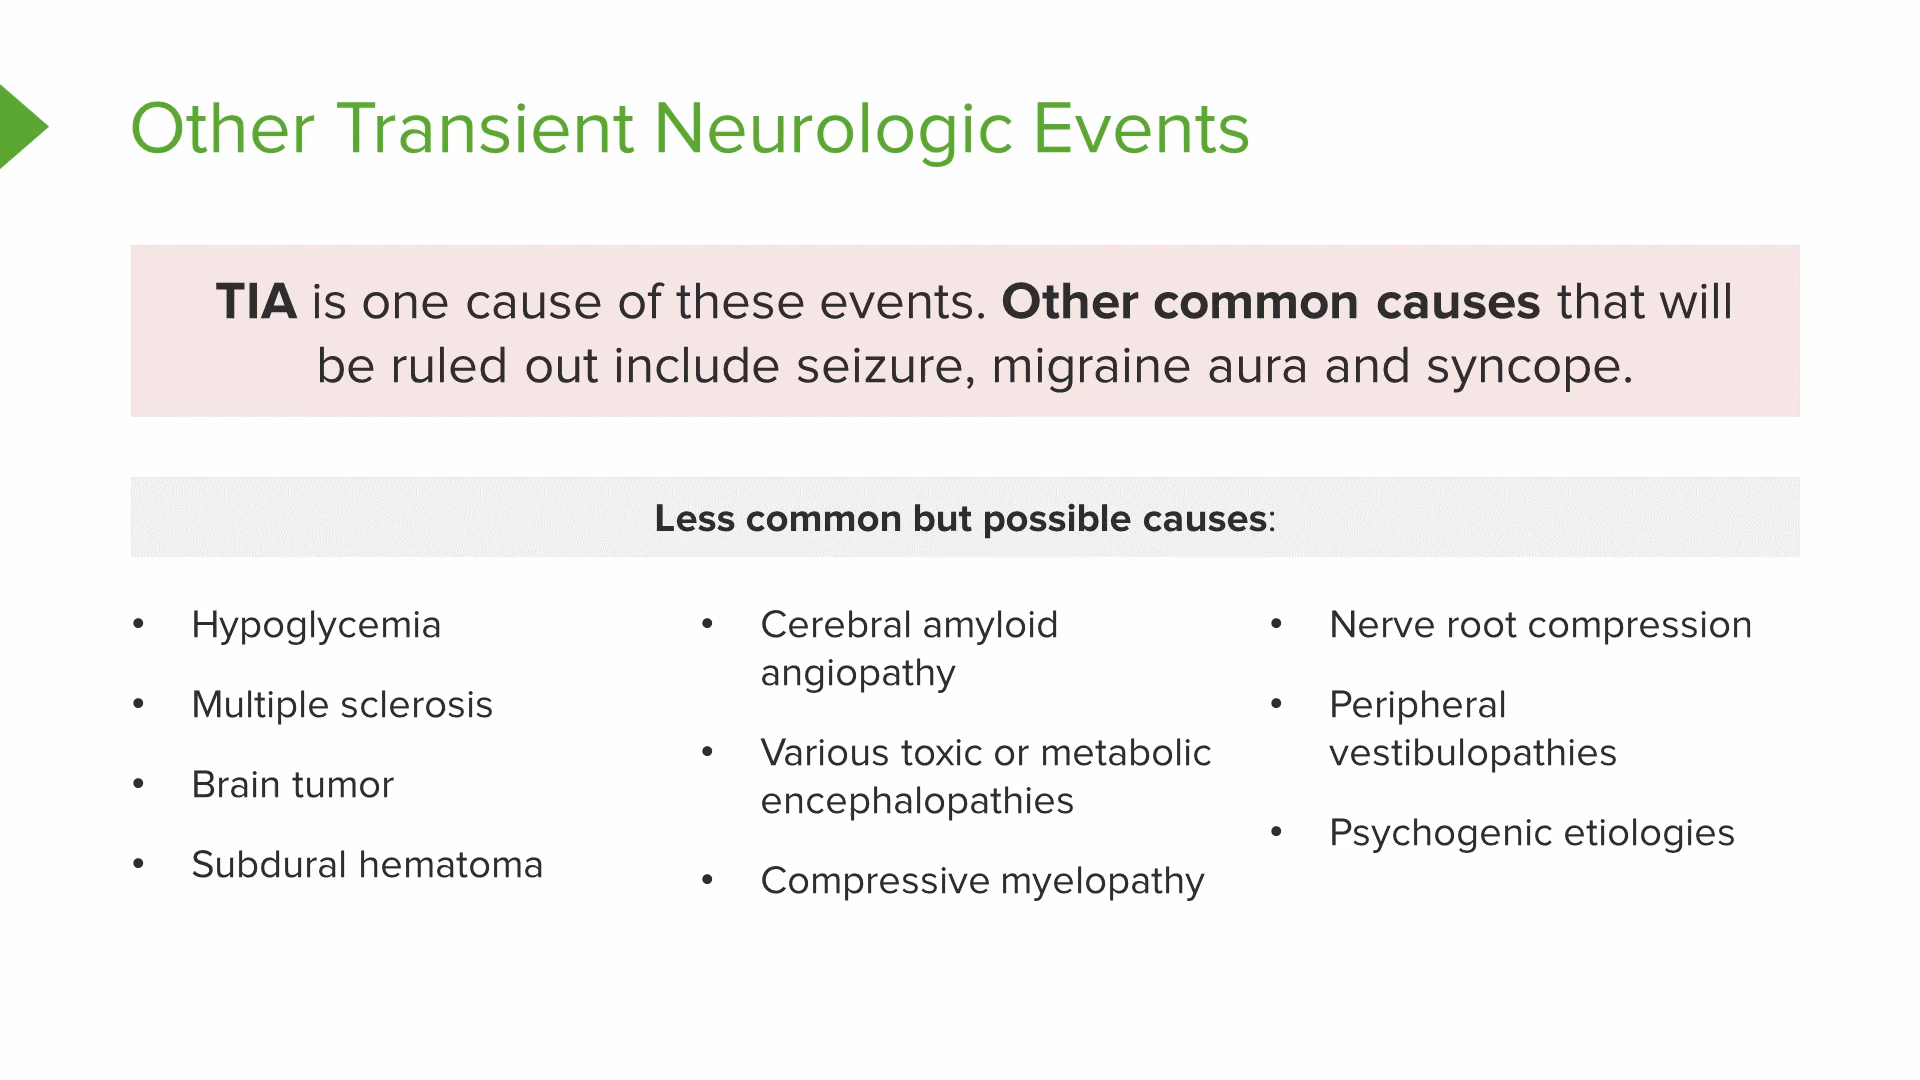 Other Transient Neurologic Events
TIA is one cause of these events. Other common causes that will
be ruled out include seizure, migraine aura and syncope.
Less common but possible causes:
• Hypoglycemia
• Multiple sclerosis
• Brain tumor
• Subdural hematoma
• Cerebral amyloid
angiopathy
• Various toxic or metabolic
encephalopathies
• Compressive myelopathy
• Nerve root compression
• Peripheral
vestibulopathies
• Psychogenic etiologies